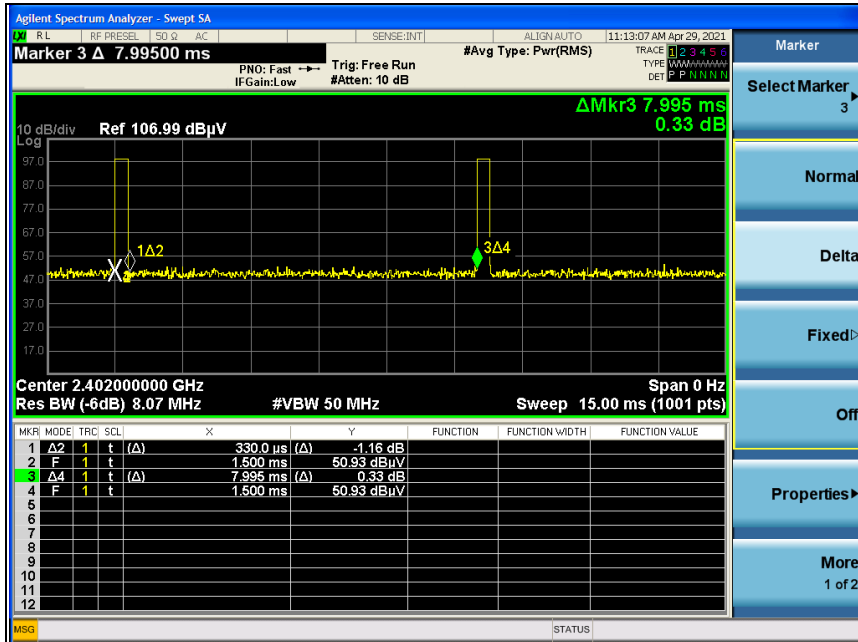 Agilent Spectrum Analyzer - Swept SA
LXI RL RF PRESEL 50 Ω AC SENSE:INT ALIGN AUTO 11:13:07 AM Apr 29, 2021
Marker 3 Δ 7.99500 ms
PNO: Fast
IFGain:Low
Trig: Free Run
#Atten: 10 dB
#Avg Type: Pwr(RMS)
TRACE 1 2 3 4 5 6
TYPE WWWWWW
DET P P N N N N
ΔMkr3 7.995 ms
0.33 dB
10 dB/div Ref 106.99 dBµV
Log
97.0
87.0
77.0
67.0
57.0
47.0
37.0
27.0
17.0
1Δ2
2
3Δ4
Center 2.402000000 GHz Span 0 Hz
Res BW (-6dB) 8.07 MHz #VBW 50 MHz Sweep 15.00 ms (1001 pts)
MKR MODE TRC SCL X Y FUNCTION FUNCTION WIDTH FUNCTION VALUE
1 Δ2 1 t (Δ) 330.0 µs (Δ) -1.16 dB
2 F 1 t 1.500 ms 50.93 dBµV
3 Δ4 1 t (Δ) 7.995 ms (Δ) 0.33 dB
4 F 1 t 1.500 ms 50.93 dBµV
5
6
7
8
9
10
11
12
MSG STATUS
Marker
Select Marker
3
Normal
Delta
Fixed
Off
Properties
More
1 of 2